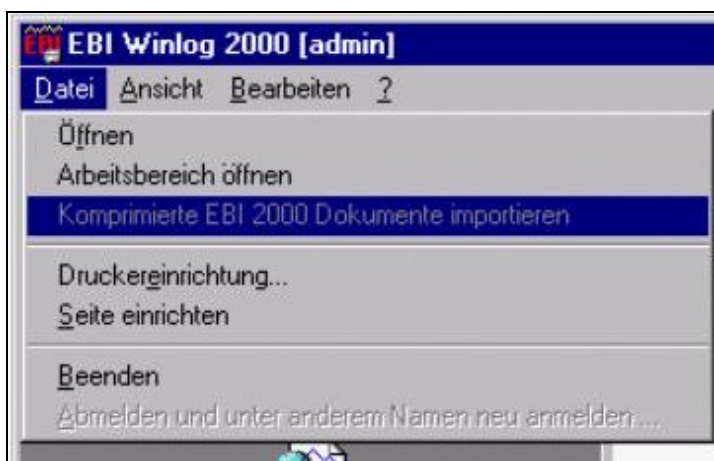 EBI EBI Winlog 2000 [admin]
Datei Ansicht Bearbeiten ?
Öffnen
Arbeitsbereich öffnen
Komprimierte EBI 2000 Dokumente importieren
Druckereinrichtung...
Seite einrichten
Beenden
Abmelden und unter anderem Namen neu anmelden ...